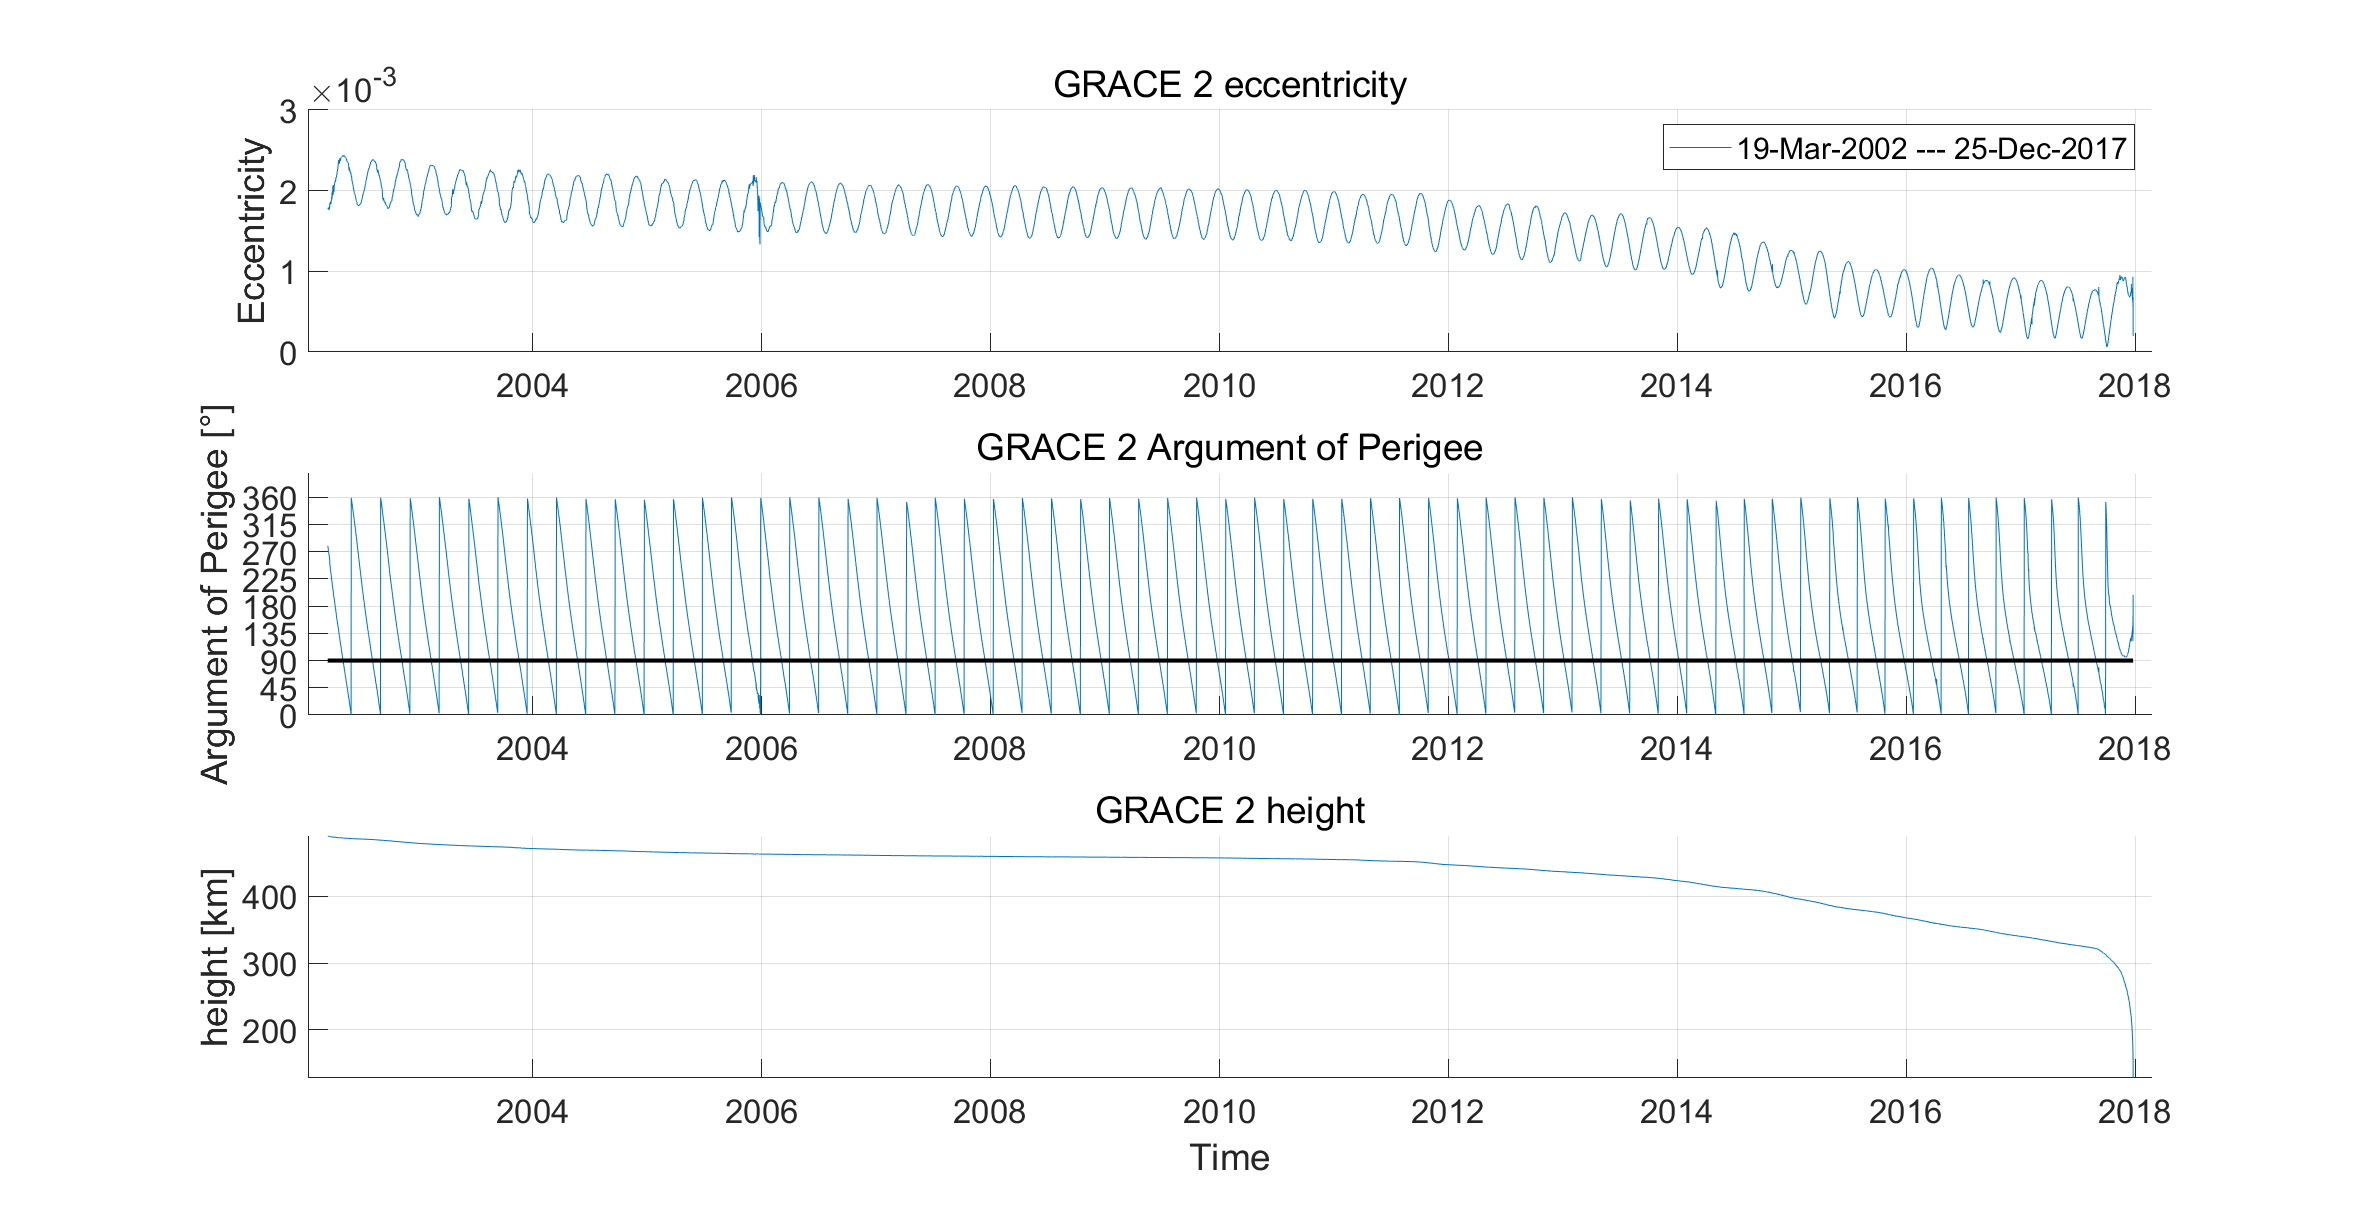 GRACE 2 eccentricity
×10-3
3
2
1
0
Eccentricity
19-Mar-2002 --- 25-Dec-2017
2004 2006 2008 2010 2012 2014 2016 2018
GRACE 2 Argument of Perigee
360
315
270
225
180
135
90
45
0
Argument of Perigee [°]
2004 2006 2008 2010 2012 2014 2016 2018
GRACE 2 height
400
300
200
height [km]
2004 2006 2008 2010 2012 2014 2016 2018
Time